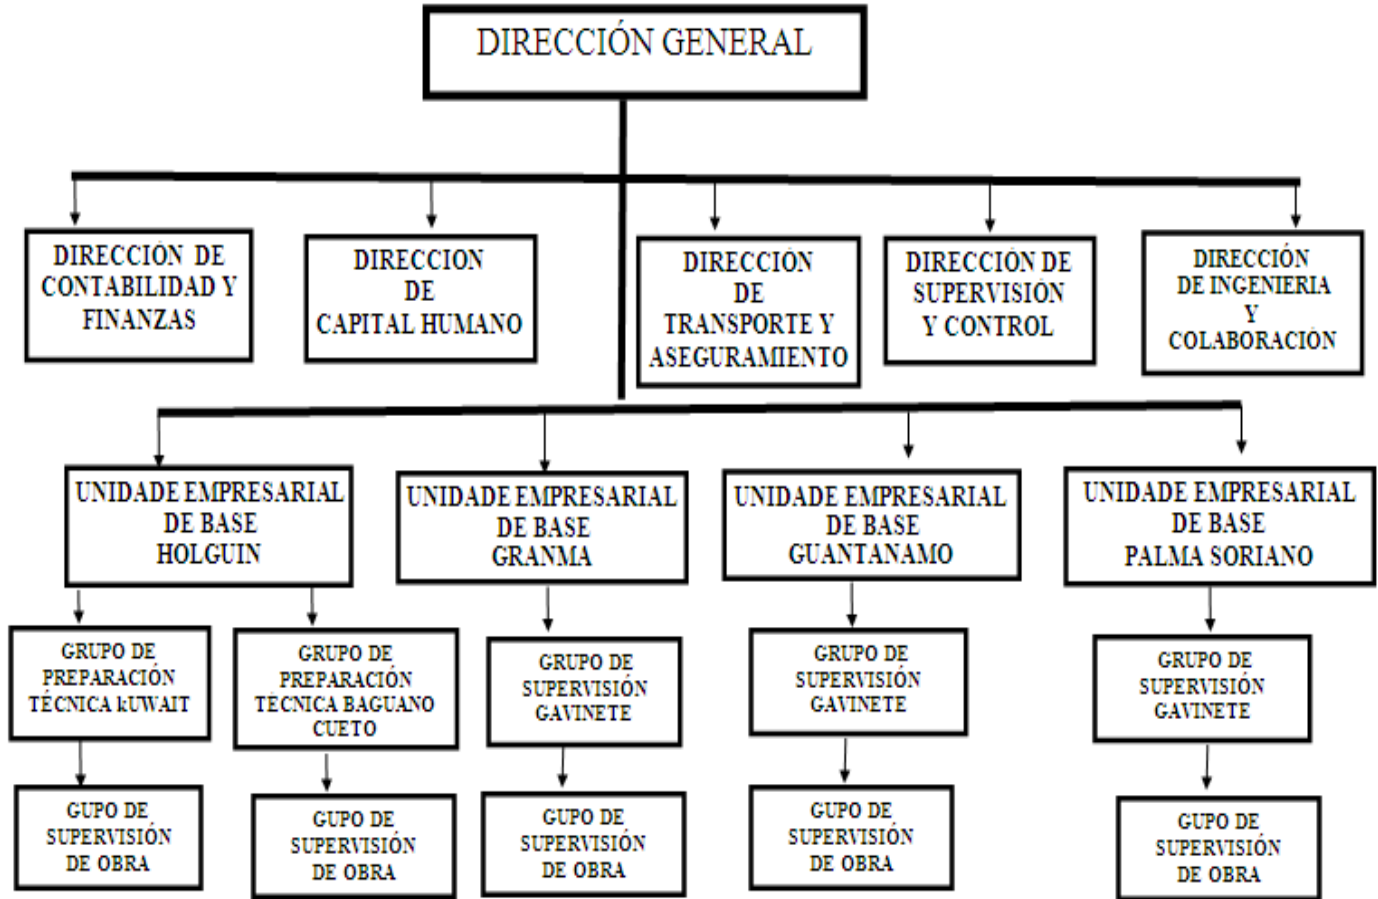 DIRECCIÓN GENERAL
DIRECCIÓN DE
CONTABILIDAD Y
FINANZAS
DIRECCION
DE
CAPITAL HUMANO
DIRECCIÓN
DE
TRANSPORTE Y
ASEGURAMIENTO
DIRECCIÓN DE
SUPERVISIÓN
Y CONTROL
DIRECCIÓN
DE INGENIERIA
Y
COLABORACIÓN
UNIDADE EMPRESARIAL
DE BASE
HOLGUIN
UNIDADE EMPRESARIAL
DE BASE
GRANMA
UNIDADE EMPRESARIAL
DE BASE
GUANTANAMO
UNIDADE EMPRESARIAL
DE BASE
PALMA SORIANO
GRUPO DE
PREPARACIÓN
TÉCNICA kUWAIT
GRUPO DE
PREPARACIÓN
TÉCNICA BAGUANO
CUETO
GRUPO DE
SUPERVISIÓN
GAVINETE
GRUPO DE
SUPERVISIÓN
GAVINETE
GRUPO DE
SUPERVISIÓN
GAVINETE
GUPO DE
SUPERVISIÓN
DE OBRA
GUPO DE
SUPERVISIÓN
DE OBRA
GUPO DE
SUPERVISIÓN
DE OBRA
GUPO DE
SUPERVISIÓN
DE OBRA
GUPO DE
SUPERVISIÓN
DE OBRA